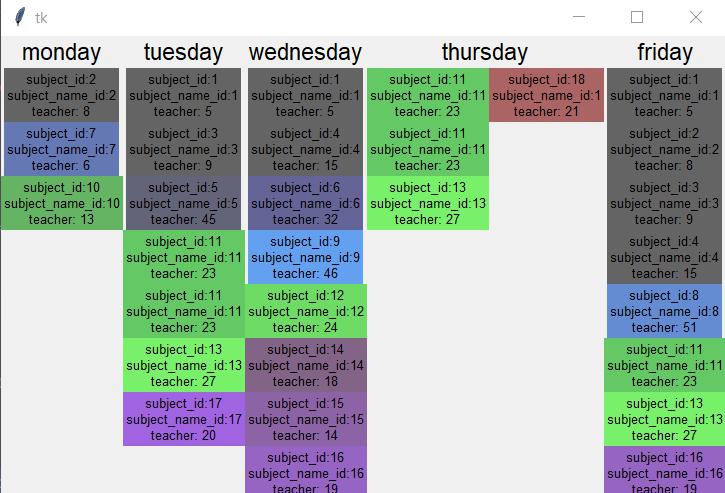 tk
monday
subject_id:2
subject_name_id:2
teacher: 8
subject_id:7
subject_name_id:7
teacher: 6
subject_id:10
subject_name_id:10
teacher: 13
tuesday
subject_id:1
subject_name_id:1
teacher: 5
subject_id:3
subject_name_id:3
teacher: 9
subject_id:5
subject_name_id:5
teacher: 45
subject_id:11
subject_name_id:11
teacher: 23
subject_id:11
subject_name_id:11
teacher: 23
subject_id:13
subject_name_id:13
teacher: 27
subject_id:17
subject_name_id:17
teacher: 20
wednesday
subject_id:1
subject_name_id:1
teacher: 5
subject_id:4
subject_name_id:4
teacher: 15
subject_id:6
subject_name_id:6
teacher: 32
subject_id:9
subject_name_id:9
teacher: 46
subject_id:12
subject_name_id:12
teacher: 24
subject_id:14
subject_name_id:14
teacher: 18
subject_id:15
subject_name_id:15
teacher: 14
subject_id:16
subject_name_id:16
teacher: 19
thursday
subject_id:11
subject_name_id:11
teacher: 23
subject_id:11
subject_name_id:11
teacher: 23
subject_id:13
subject_name_id:13
teacher: 27
subject_id:18
subject_name_id:1
teacher: 21
friday
subject_id:1
subject_name_id:1
teacher: 5
subject_id:2
subject_name_id:2
teacher: 8
subject_id:3
subject_name_id:3
teacher: 9
subject_id:4
subject_name_id:4
teacher: 15
subject_id:8
subject_name_id:8
teacher: 51
subject_id:11
subject_name_id:11
teacher: 23
subject_id:13
subject_name_id:13
teacher: 27
subject_id:16
subject_name_id:16
teacher: 19